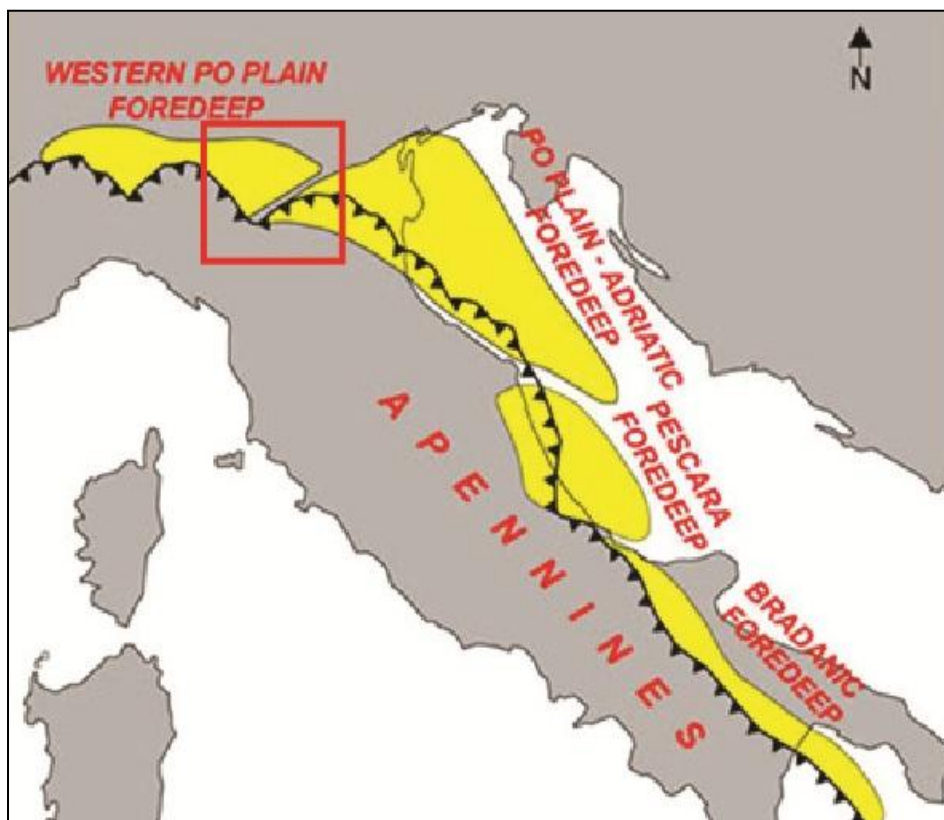 WESTERN PO PLAIN
FOREDEEP
N
PO PLAIN - ADRIATIC
FOREDEEP
PESCARA
FOREDEEP
BRADANIC
FOREDEEP
APENNINES